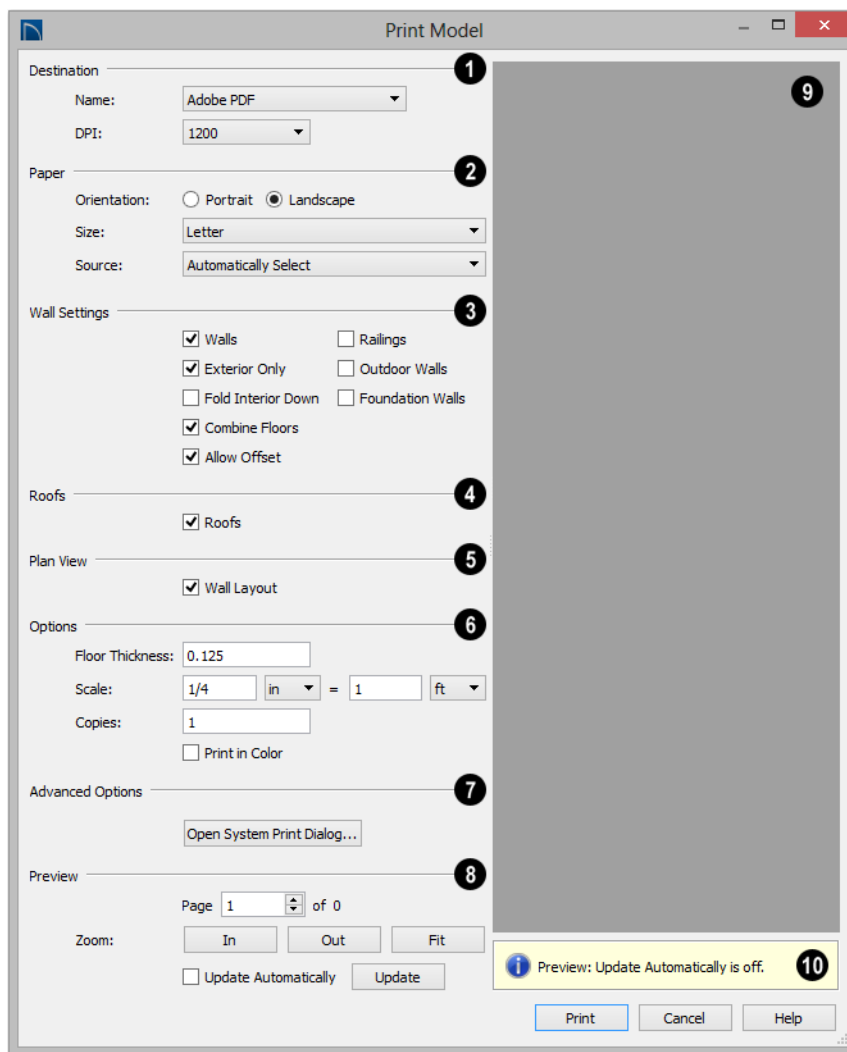 Print Model
Destination 1
Name: Adobe PDF
DPI: 1200
Paper 2
Orientation: Portrait Landscape
Size: Letter
Source: Automatically Select
Wall Settings 3
Walls Railings
Exterior Only Outdoor Walls
Fold Interior Down Foundation Walls
Combine Floors
Allow Offset
Roofs 4
Roofs
Plan View 5
Wall Layout
Options 6
Floor Thickness: 0.125
Scale: 1/4 in = 1 ft
Copies: 1
Print in Color
Advanced Options 7
Open System Print Dialog...
Preview 8
Page 1 of 0
Zoom: In Out Fit
Update Automatically Update
9
Preview: Update Automatically is off. 10
Print Cancel Help